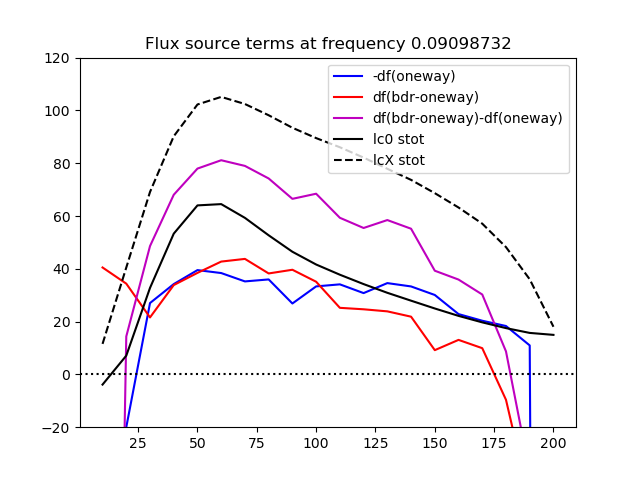 Flux source terms at frequency 0.09098732
-df(oneway)
df(bdr-oneway)
df(bdr-oneway)-df(oneway)
lc0 stot
lcX stot
120
100
80
60
40
20
0
−20
25
50
75
100
125
150
175
200